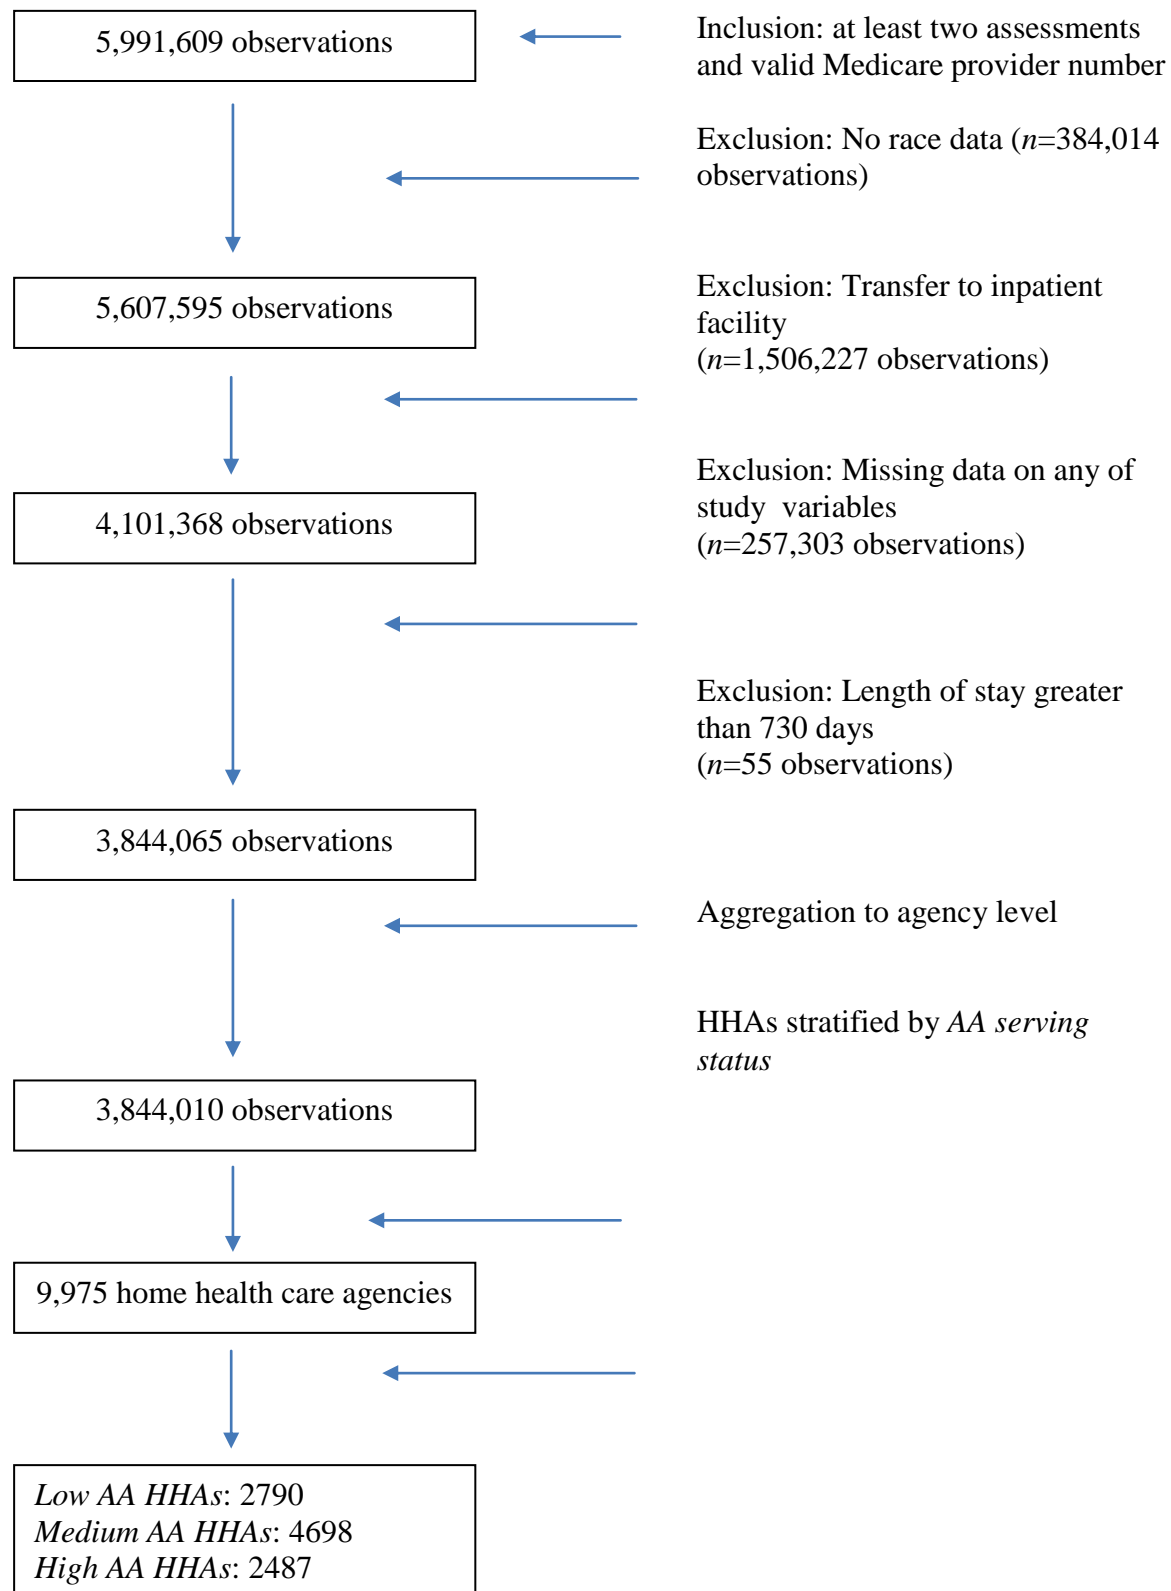 5,991,609 observations
Inclusion: at least two assessments
and valid Medicare provider number
Exclusion: No race data (n=384,014
observations)
5,607,595 observations
Exclusion: Transfer to inpatient
facility
(n=1,506,227 observations)
4,101,368 observations
Exclusion: Missing data on any of
study variables
(n=257,303 observations)
Exclusion: Length of stay greater
than 730 days
(n=55 observations)
3,844,065 observations
Aggregation to agency level
HHAs stratified by AA serving
status
3,844,010 observations
9,975 home health care agencies
Low AA HHAs: 2790
Medium AA HHAs: 4698
High AA HHAs: 2487